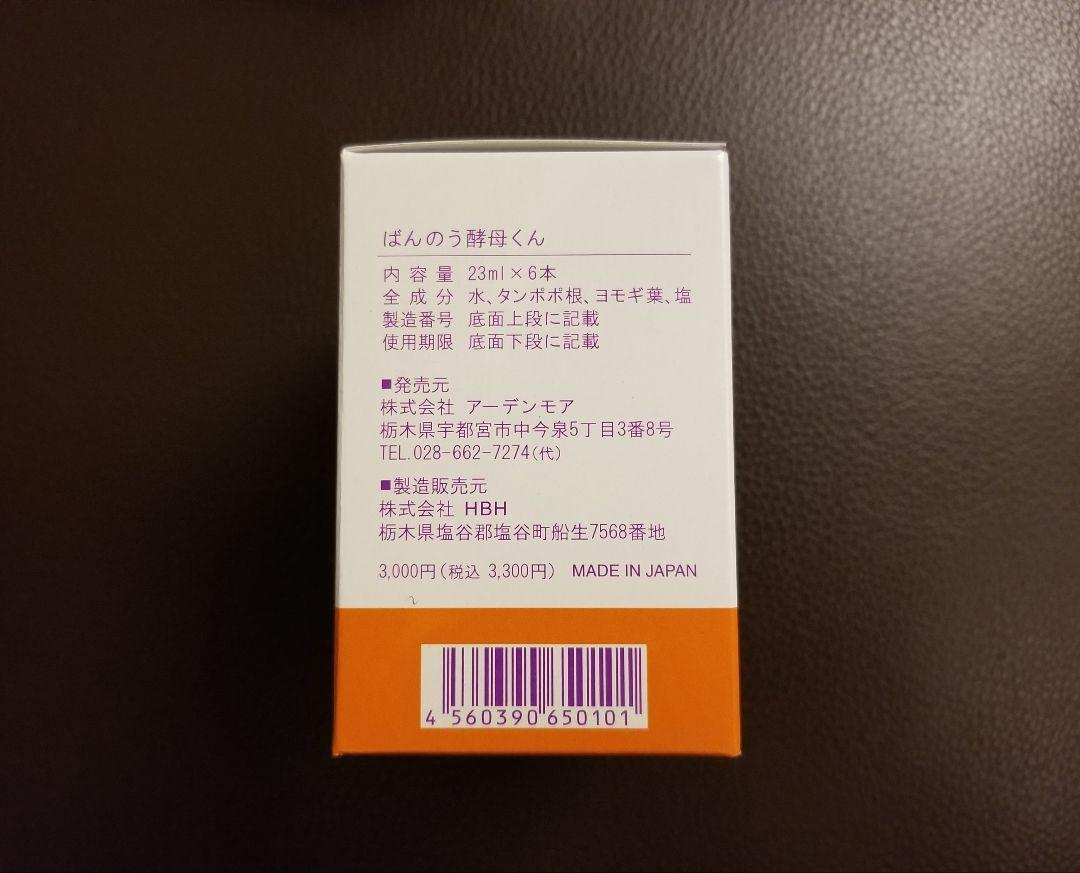 ばんのう酵母くん
内容量 23ml×6本
全成分 水、タンポポ根、ヨモギ葉、塩
製造番号 底面上段に記載
使用期限 底面下段に記載
■発売元
株式会社 アーデンモア
栃木県宇都宮市中今泉5丁目3番8号
TEL.028-662-7274(代)
■製造販売元
株式会社 HBH
栃木県塩谷郡塩谷町船生7568番地
3,000円(税込 3,300円) MADE IN JAPAN
4 560390 650101